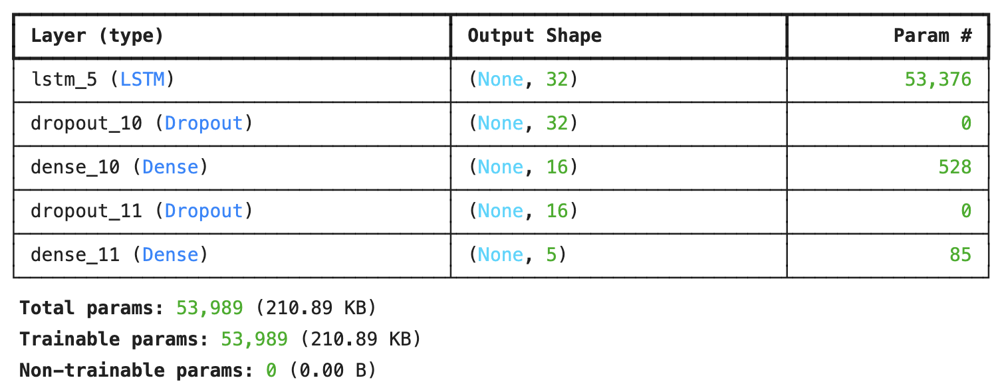 Layer (type) Output Shape Param #
lstm_5 (LSTM) (None, 32) 53,376
dropout_10 (Dropout) (None, 32) 0
dense_10 (Dense) (None, 16) 528
dropout_11 (Dropout) (None, 16) 0
dense_11 (Dense) (None, 5) 85
Total params: 53,989 (210.89 KB)
Trainable params: 53,989 (210.89 KB)
Non-trainable params: 0 (0.00 B)